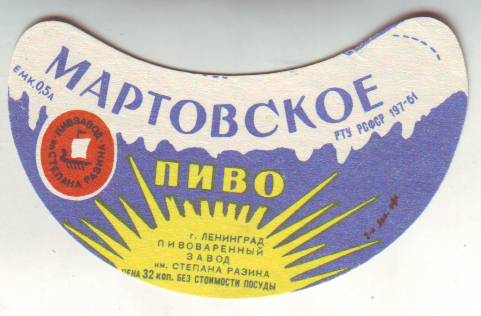 МАРТОВСКОЕ
ЕМК. 0,5 Л
РТУ РСФСР 197-61
ПИВЗАВОД
им. СТЕПАНА РАЗИНА
ПИВО
г. ЛЕНИНГРАД
ПИВОВАРЕННЫЙ
ЗАВОД
им. СТЕПАНА РАЗИНА
ЦЕНА 32 коп. БЕЗ СТОИМОСТИ ПОСУДЫ